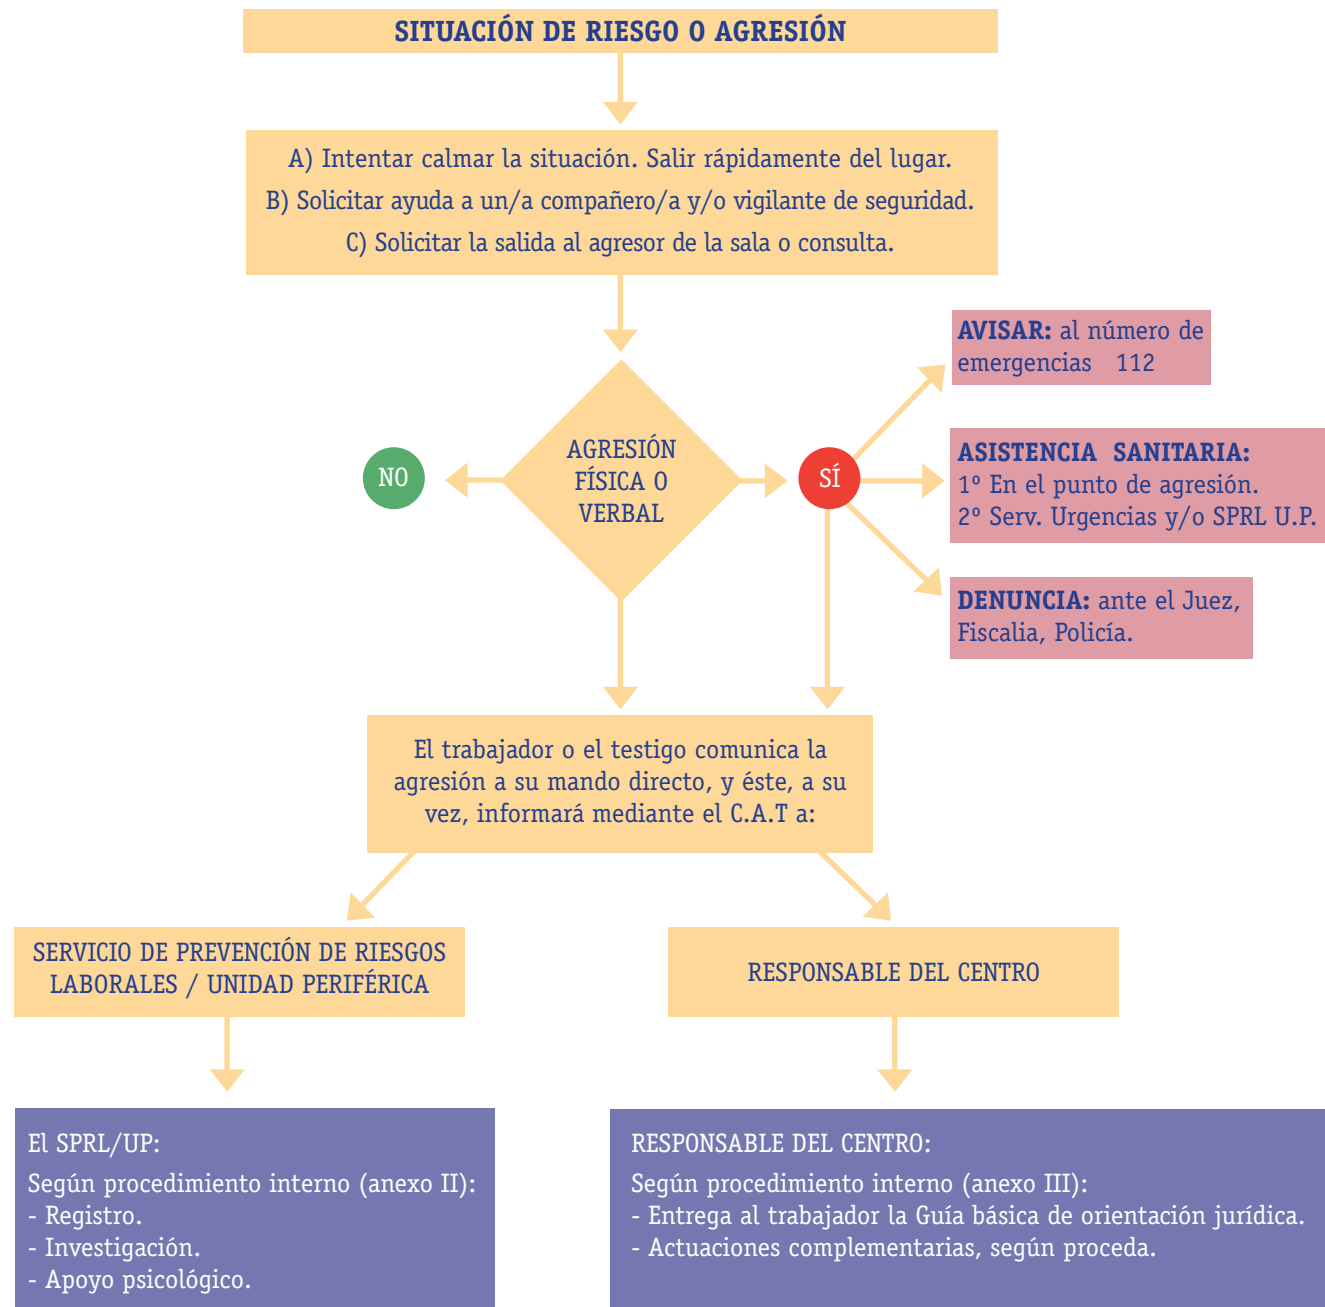 SITUACIÓN DE RIESGO O AGRESIÓN
A) Intentar calmar la situación. Salir rápidamente del lugar.
B) Solicitar ayuda a un/a compañero/a y/o vigilante de seguridad.
C) Solicitar la salida al agresor de la sala o consulta.
AGRESIÓN
FÍSICA O
VERBAL
NO
SÍ
AVISAR: al número de
emergencias 112
ASISTENCIA SANITARIA:
1º En el punto de agresión.
2º Serv. Urgencias y/o SPRL U.P.
DENUNCIA: ante el Juez,
Fiscalia, Policía.
El trabajador o el testigo comunica la
agresión a su mando directo, y éste, a su
vez, informará mediante el C.A.T a:
SERVICIO DE PREVENCIÓN DE RIESGOS
LABORALES / UNIDAD PERIFÉRICA
RESPONSABLE DEL CENTRO
El SPRL/UP:
Según procedimiento interno (anexo II):
- Registro.
- Investigación.
- Apoyo psicológico.
RESPONSABLE DEL CENTRO:
Según procedimiento interno (anexo III):
- Entrega al trabajador la Guía básica de orientación jurídica.
- Actuaciones complementarias, según proceda.